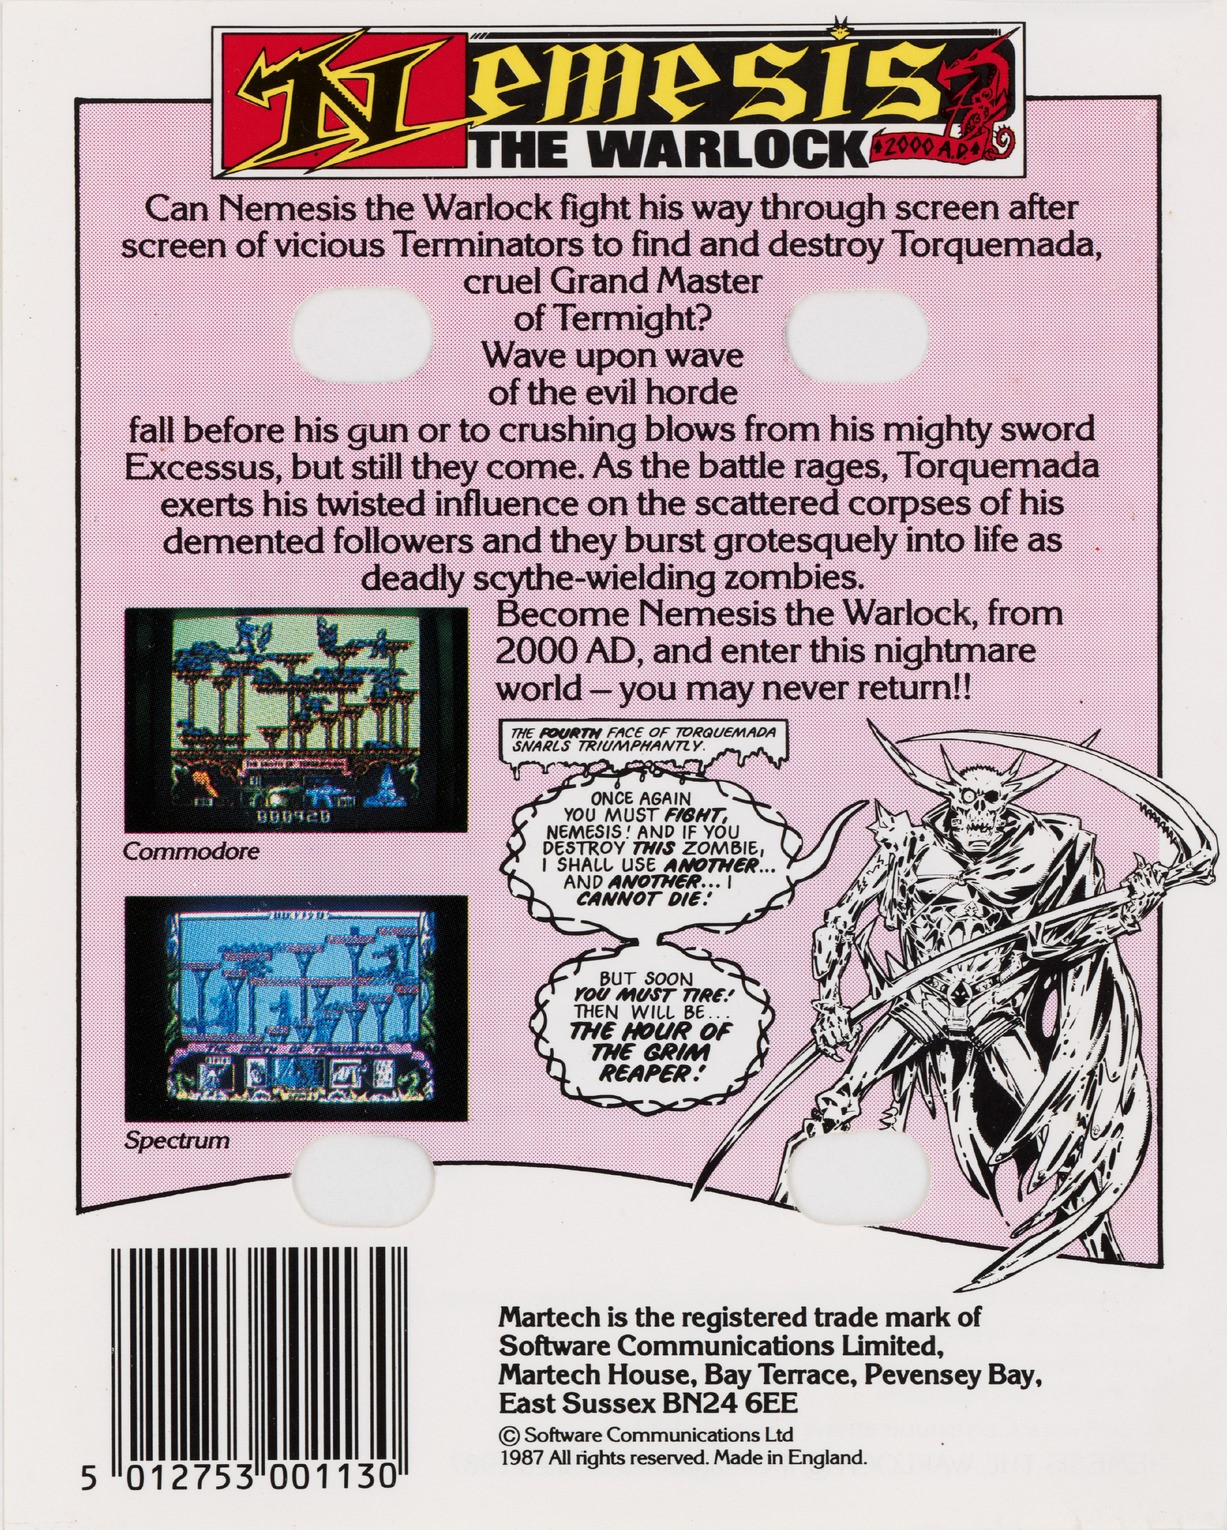 Nemesis
THE WARLOCK
2000 A.D.
Can Nemesis the Warlock fight his way through screen after
screen of vicious Terminators to find and destroy Torquemada,
cruel Grand Master
of Termight?
Wave upon wave
of the evil horde
fall before his gun or to crushing blows from his mighty sword
Excessus, but still they come. As the battle rages, Torquemada
exerts his twisted influence on the scattered corpses of his
demented followers and they burst grotesquely into life as
deadly scythe-wielding zombies.
Become Nemesis the Warlock, from
2000 AD, and enter this nightmare
world – you may never return!!
000920
Commodore
Spectrum
THE FOURTH FACE OF TORQUEMADA
SNARLS TRIUMPHANTLY.
ONCE AGAIN
YOU MUST FIGHT,
NEMESIS! AND IF YOU
DESTROY THIS ZOMBIE,
I SHALL USE ANOTHER...
AND ANOTHER... I
CANNOT DIE!
BUT SOON
YOU MUST TIRE!
THEN WILL BE...
THE HOUR OF
THE GRIM
REAPER!
5 012753 001130
Martech is the registered trade mark of
Software Communications Limited,
Martech House, Bay Terrace, Pevensey Bay,
East Sussex BN24 6EE
© Software Communications Ltd
1987 All rights reserved. Made in England.